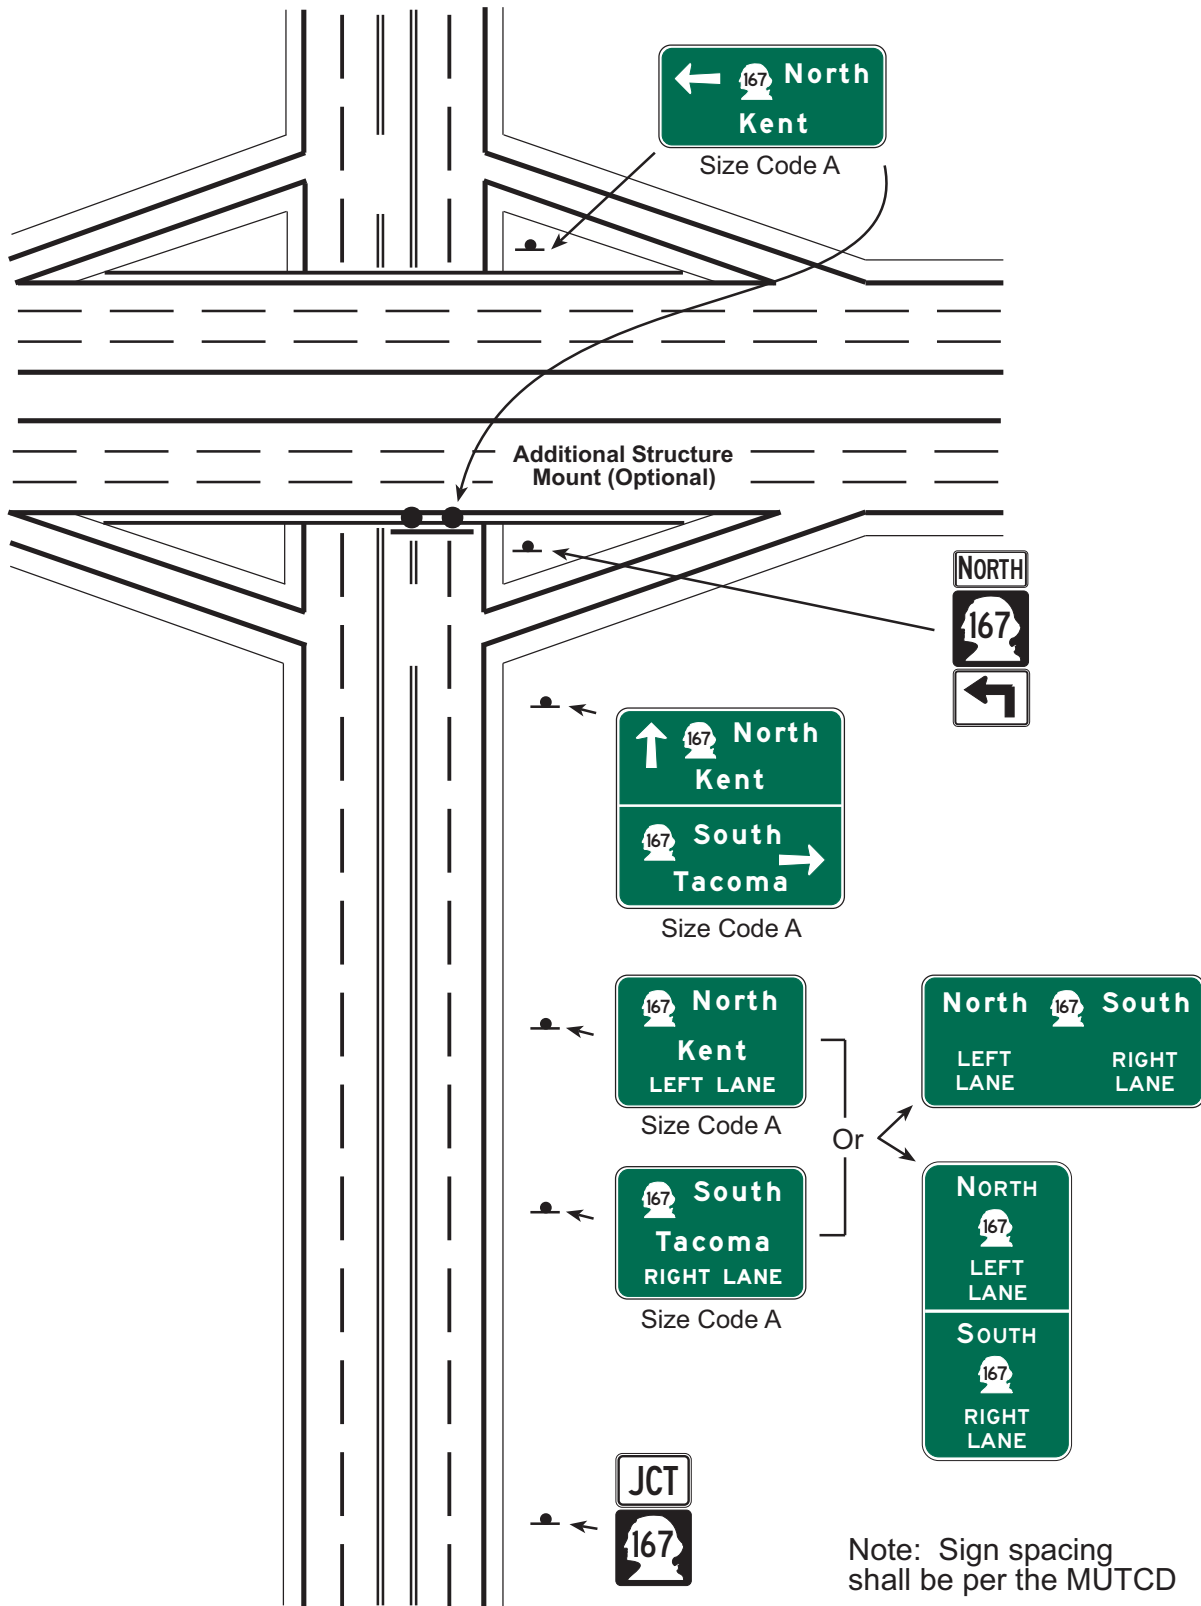 167 North
Kent
Size Code A
Additional Structure
Mount (Optional)
NORTH
167
167 North
Kent
167 South
Tacoma
Size Code A
167 North
Kent
LEFT LANE
Size Code A
North 167 South
LEFT
LANE
RIGHT
LANE
Or
167 South
Tacoma
RIGHT LANE
Size Code A
NORTH
167
LEFT
LANE
SOUTH
167
RIGHT
LANE
JCT
167
Note: Sign spacing
shall be per the MUTCD